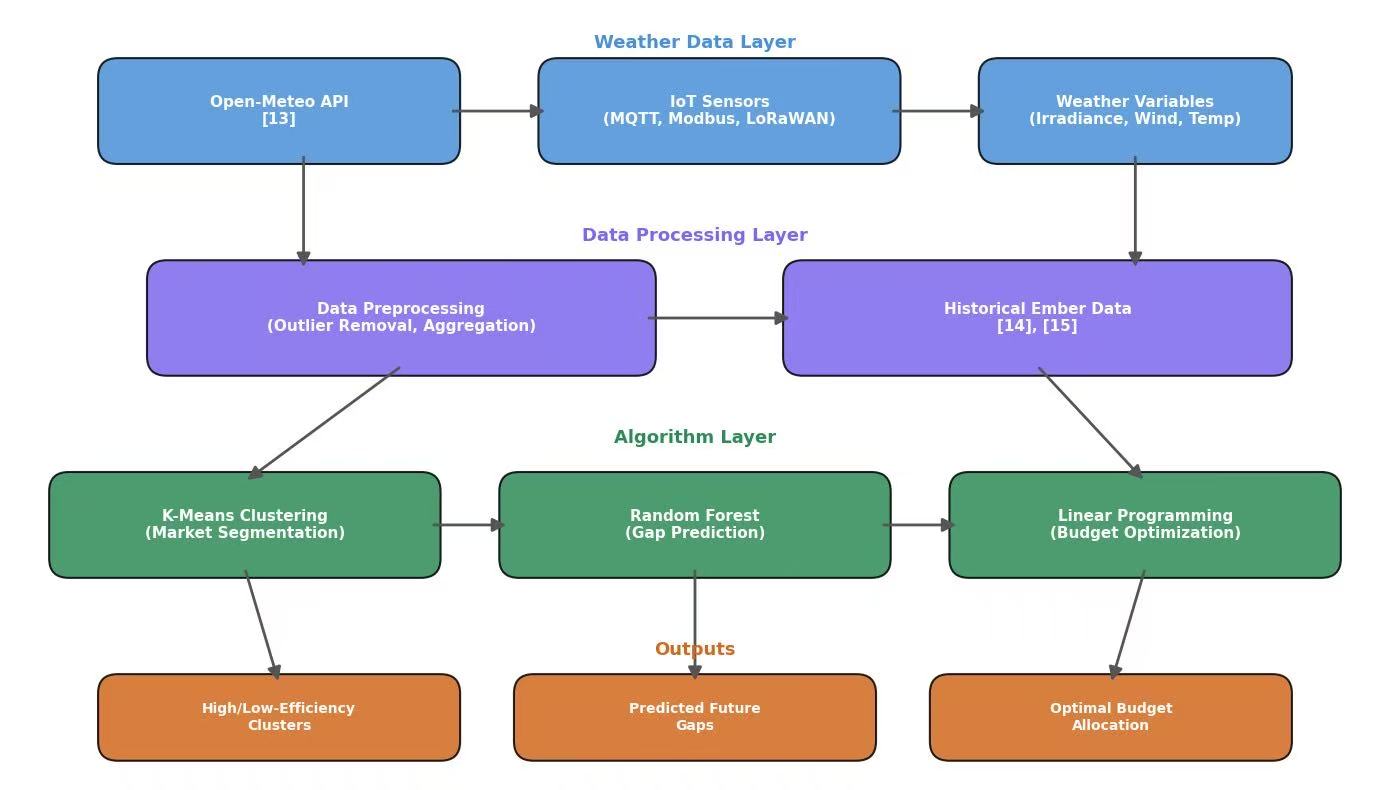 Weather Data Layer
Open-Meteo API
[13]
IoT Sensors
(MQTT, Modbus, LoRaWAN)
Weather Variables
(Irradiance, Wind, Temp)
Data Processing Layer
Data Preprocessing
(Outlier Removal, Aggregation)
Historical Ember Data
[14], [15]
Algorithm Layer
K-Means Clustering
(Market Segmentation)
Random Forest
(Gap Prediction)
Linear Programming
(Budget Optimization)
Outputs
High/Low-Efficiency
Clusters
Predicted Future
Gaps
Optimal Budget
Allocation